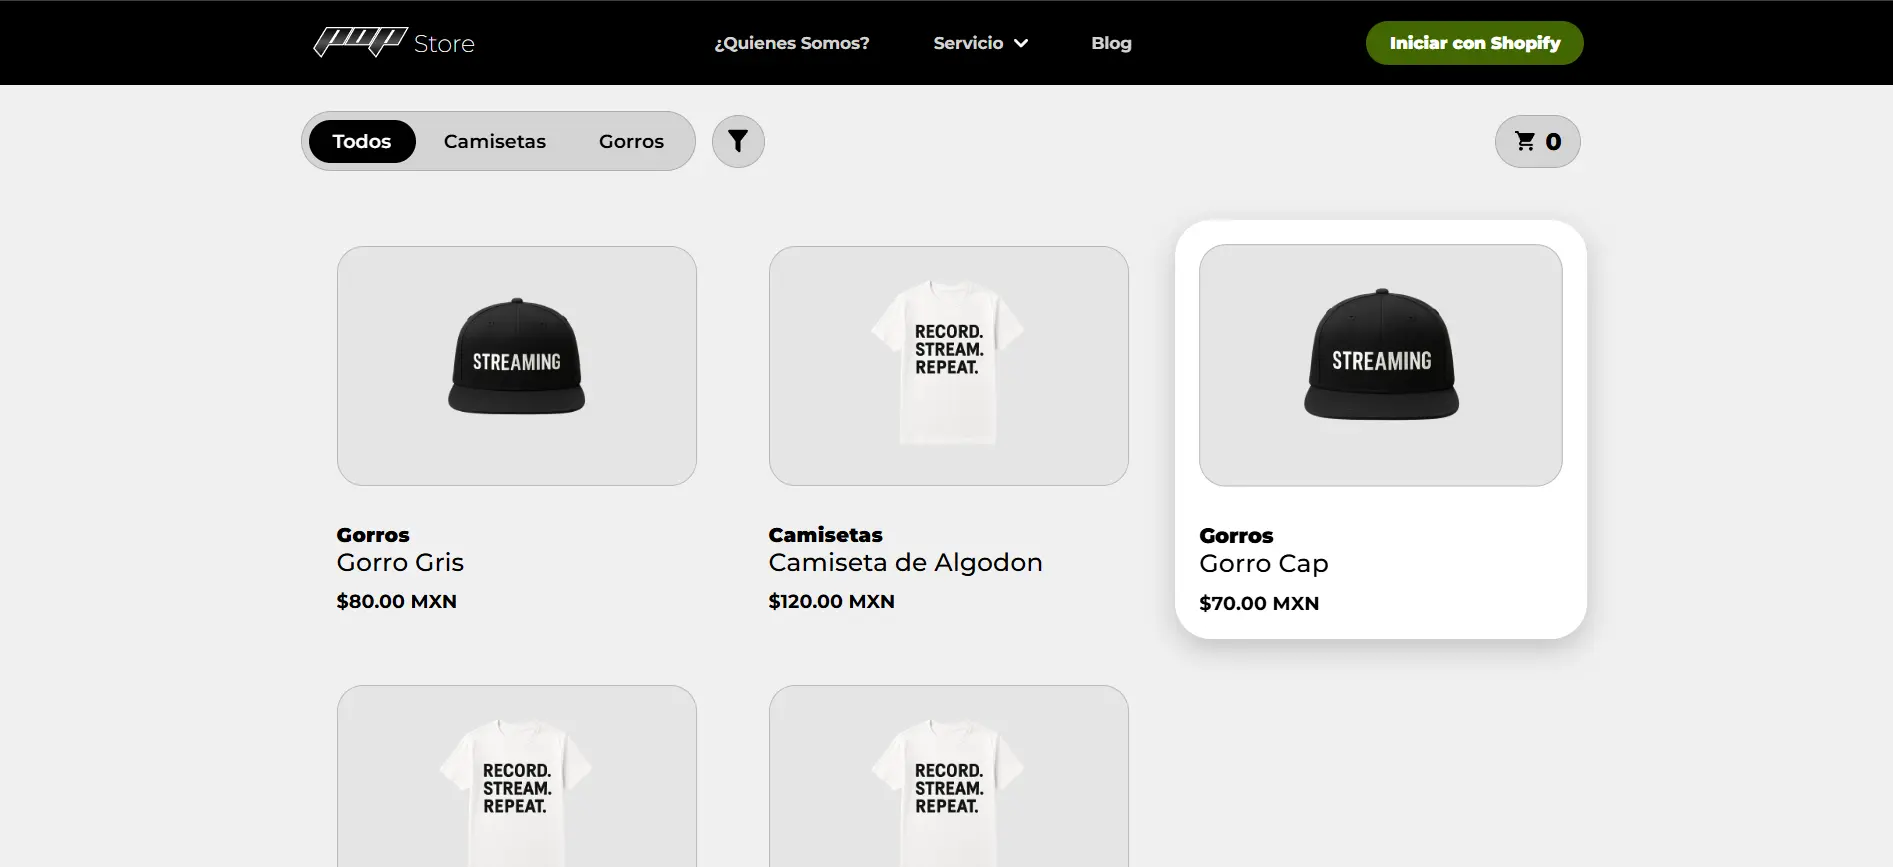 pop Store
¿Quienes Somos?
Servicio
Blog
Iniciar con Shopify
Todos
Camisetas
Gorros
0
STREAMING
RECORD.
STREAM.
REPEAT.
STREAMING
Gorros
Gorro Gris
$80.00 MXN
Camisetas
Camiseta de Algodon
$120.00 MXN
Gorros
Gorro Cap
$70.00 MXN
RECORD.
STREAM.
REPEAT.
RECORD.
STREAM.
REPEAT.